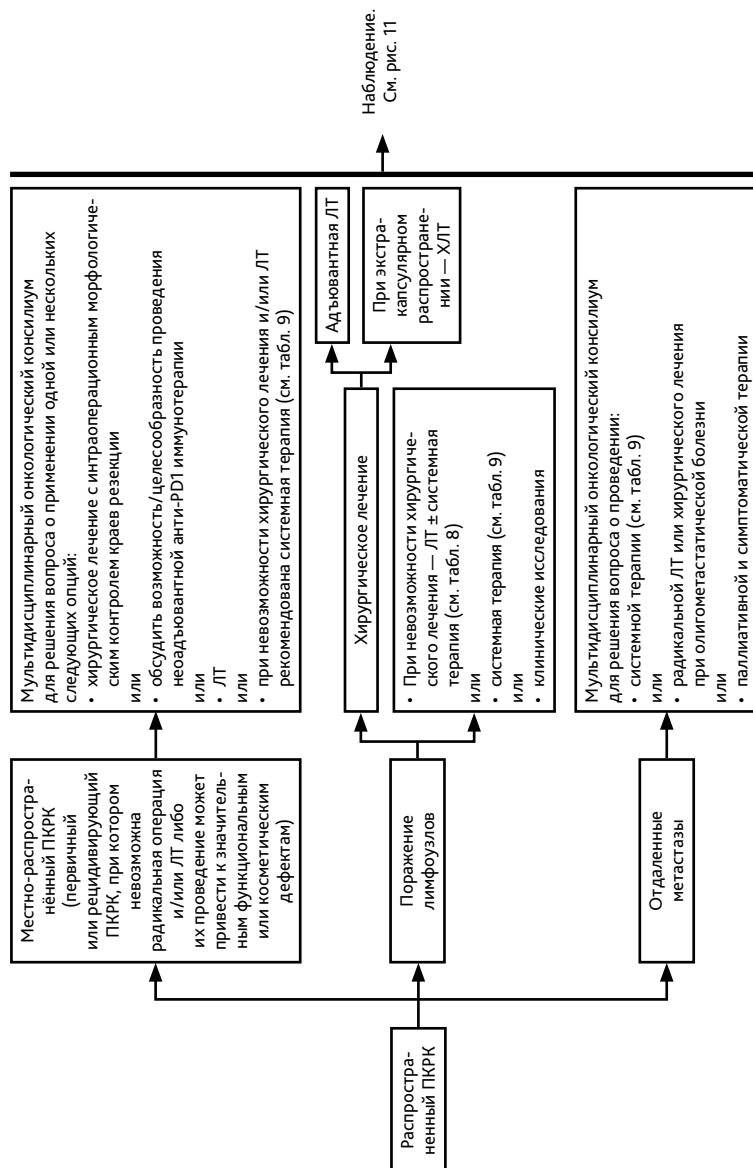 Распростра-
ненный ПКРК
Местно-распростра-
нённый ПКРК
(первичный
или рецидивирующий
ПКРК, при котором
невозможна
радикальная операция
и/или ЛТ либо
их проведение может
привести к значитель-
ным функциональным
или косметическим
дефектам)
Мультидисциплинарный онкологический консилиум
для решения вопроса о применении одной или нескольких
следующих опций:
• хирургическое лечение с интраоперационным морфологиче-
ским контролем краев резекции
или
• обсудить возможность/целесообразность проведения
неоадъювантной анти-PD1 иммунотерапии
или
• ЛТ
или
• при невозможности хирургического лечения и/или ЛТ
рекомендована системная терапия (см. табл. 9)
Поражение
лимфоузлов
Хирургическое лечение
Адъювантная ЛТ
При экстра-
капсулярном
распростране-
нии — ХЛТ
• При невозможности хирургиче-
ского лечения — ЛТ ± системная
терапия (см. табл. 8)
или
• системная терапия (см. табл. 9)
или
• клинические исследования
Отдаленные
метастазы
Мультидисциплинарный онкологический консилиум
для решения вопроса о проведении:
• системной терапии (см. табл. 9)
или
• радикальной ЛТ или хирургического лечения
при олигометастатической болезни
или
• паллиативной и симптоматической терапии
Наблюдение.
См. рис. 11